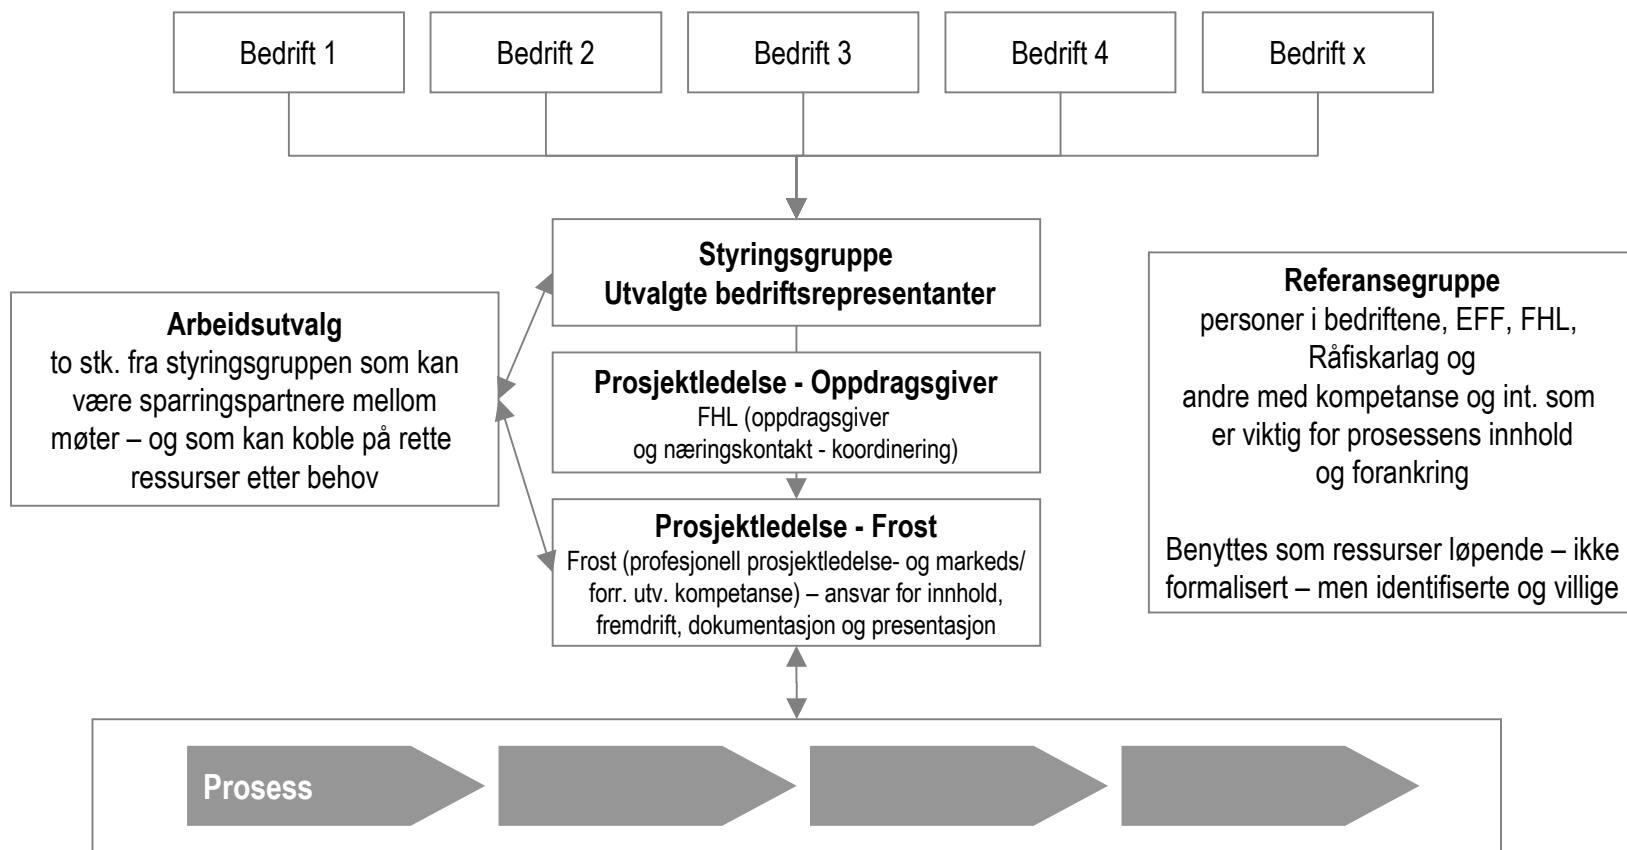 Bedrift 1
Bedrift 2
Bedrift 3
Bedrift 4
Bedrift x
Styringsgruppe
Utvalgte bedriftsrepresentanter
Arbeidsutvalg
to stk. fra styringsgruppen som kan
være sparringspartnere mellom
møter – og som kan koble på rette
ressurser etter behov
Prosjektledelse - Oppdragsgiver
FHL (oppdragsgiver
og næringskontakt - koordinering)
Prosjektledelse - Frost
Frost (profesjonell prosjektledelse- og markeds/
forr. utv. kompetanse) – ansvar for innhold,
fremdrift, dokumentasjon og presentasjon
Referansegruppe
personer i bedriftene, EFF, FHL,
Råfiskarlag og
andre med kompetanse og int. som
er viktig for prosessens innhold
og forankring
Benyttes som ressurser løpende – ikke
formalisert – men identifiserte og villige
Prosess